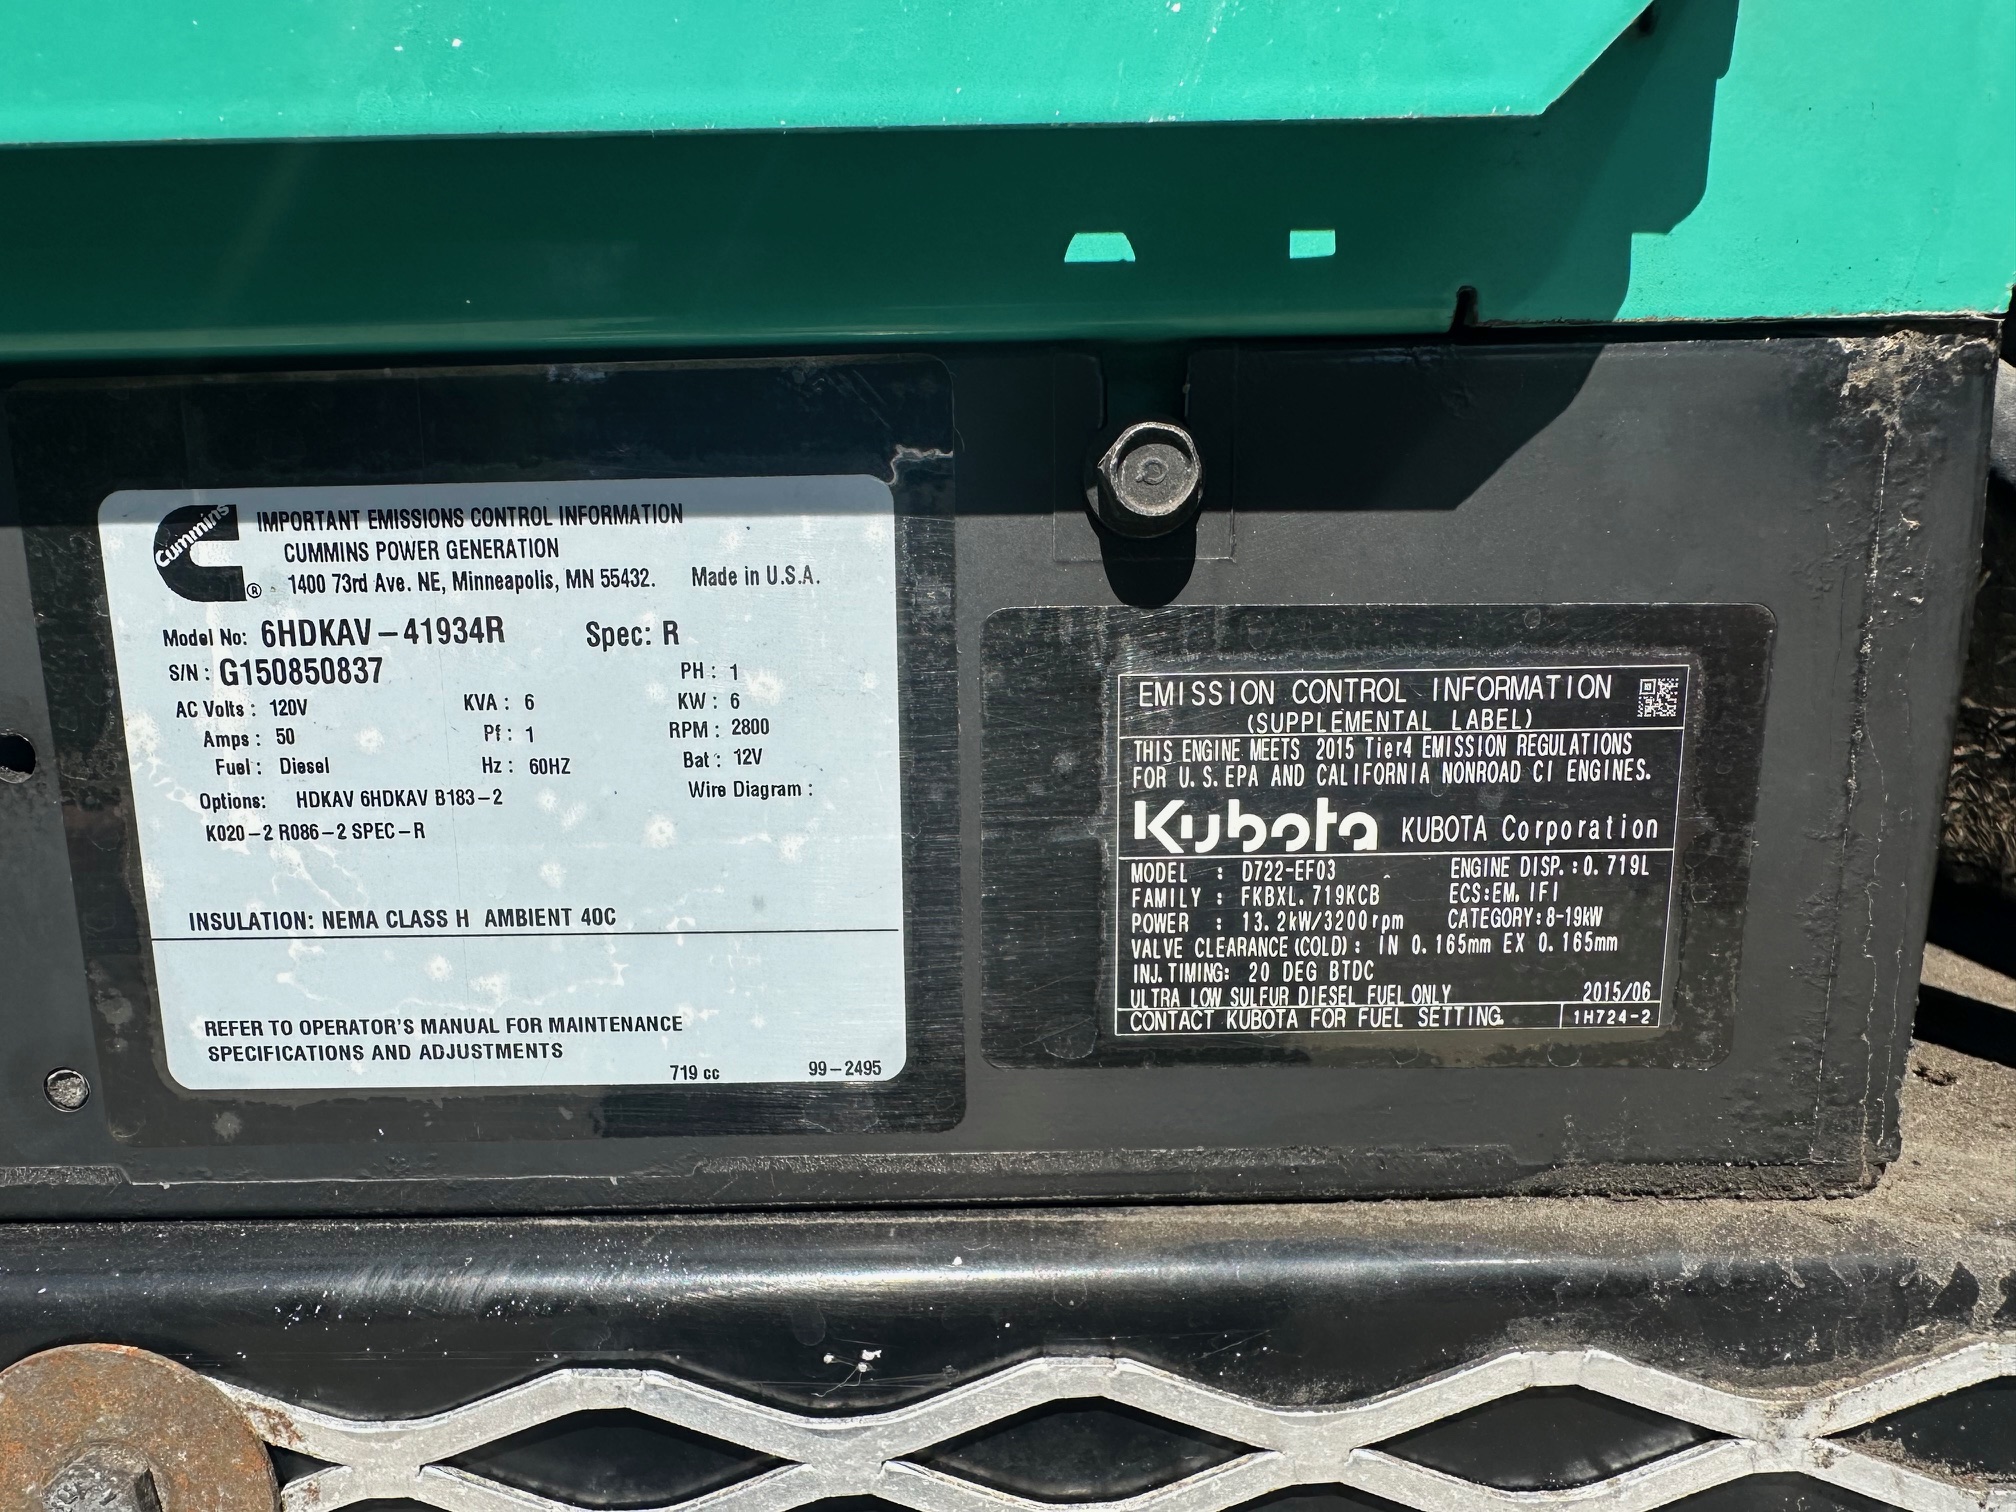 Cummins
®
IMPORTANT EMISSIONS CONTROL INFORMATION
CUMMINS POWER GENERATION
1400 73rd Ave. NE, Minneapolis, MN 55432. Made in U.S.A.
Model No: 6HDKAV-41934R Spec: R
S/N : G150850837 PH : 1
AC Volts : 120V KVA : 6 KW : 6
Amps : 50 Pf : 1 RPM : 2800
Fuel : Diesel Hz : 60HZ Bat : 12V
Options: HDKAV 6HDKAV B183-2 Wire Diagram :
K020-2 R086-2 SPEC-R
INSULATION: NEMA CLASS H AMBIENT 40C
REFER TO OPERATOR'S MANUAL FOR MAINTENANCE
SPECIFICATIONS AND ADJUSTMENTS
719 cc 99-2495
EMISSION CONTROL INFORMATION
(SUPPLEMENTAL LABEL)
THIS ENGINE MEETS 2015 Tier4 EMISSION REGULATIONS
FOR U.S.EPA AND CALIFORNIA NONROAD CI ENGINES.
Kubota KUBOTA Corporation
MODEL : D722-EF03 ENGINE DISP.:0.719L
FAMILY : FKBXL.719KCB ECS:EM,IFI
POWER : 13.2kW/3200rpm CATEGORY:8-19kW
VALVE CLEARANCE(COLD): IN 0.165mm EX 0.165mm
INJ.TIMING: 20 DEG BTDC
ULTRA LOW SULFUR DIESEL FUEL ONLY 2015/06
CONTACT KUBOTA FOR FUEL SETTING. 1H724-2